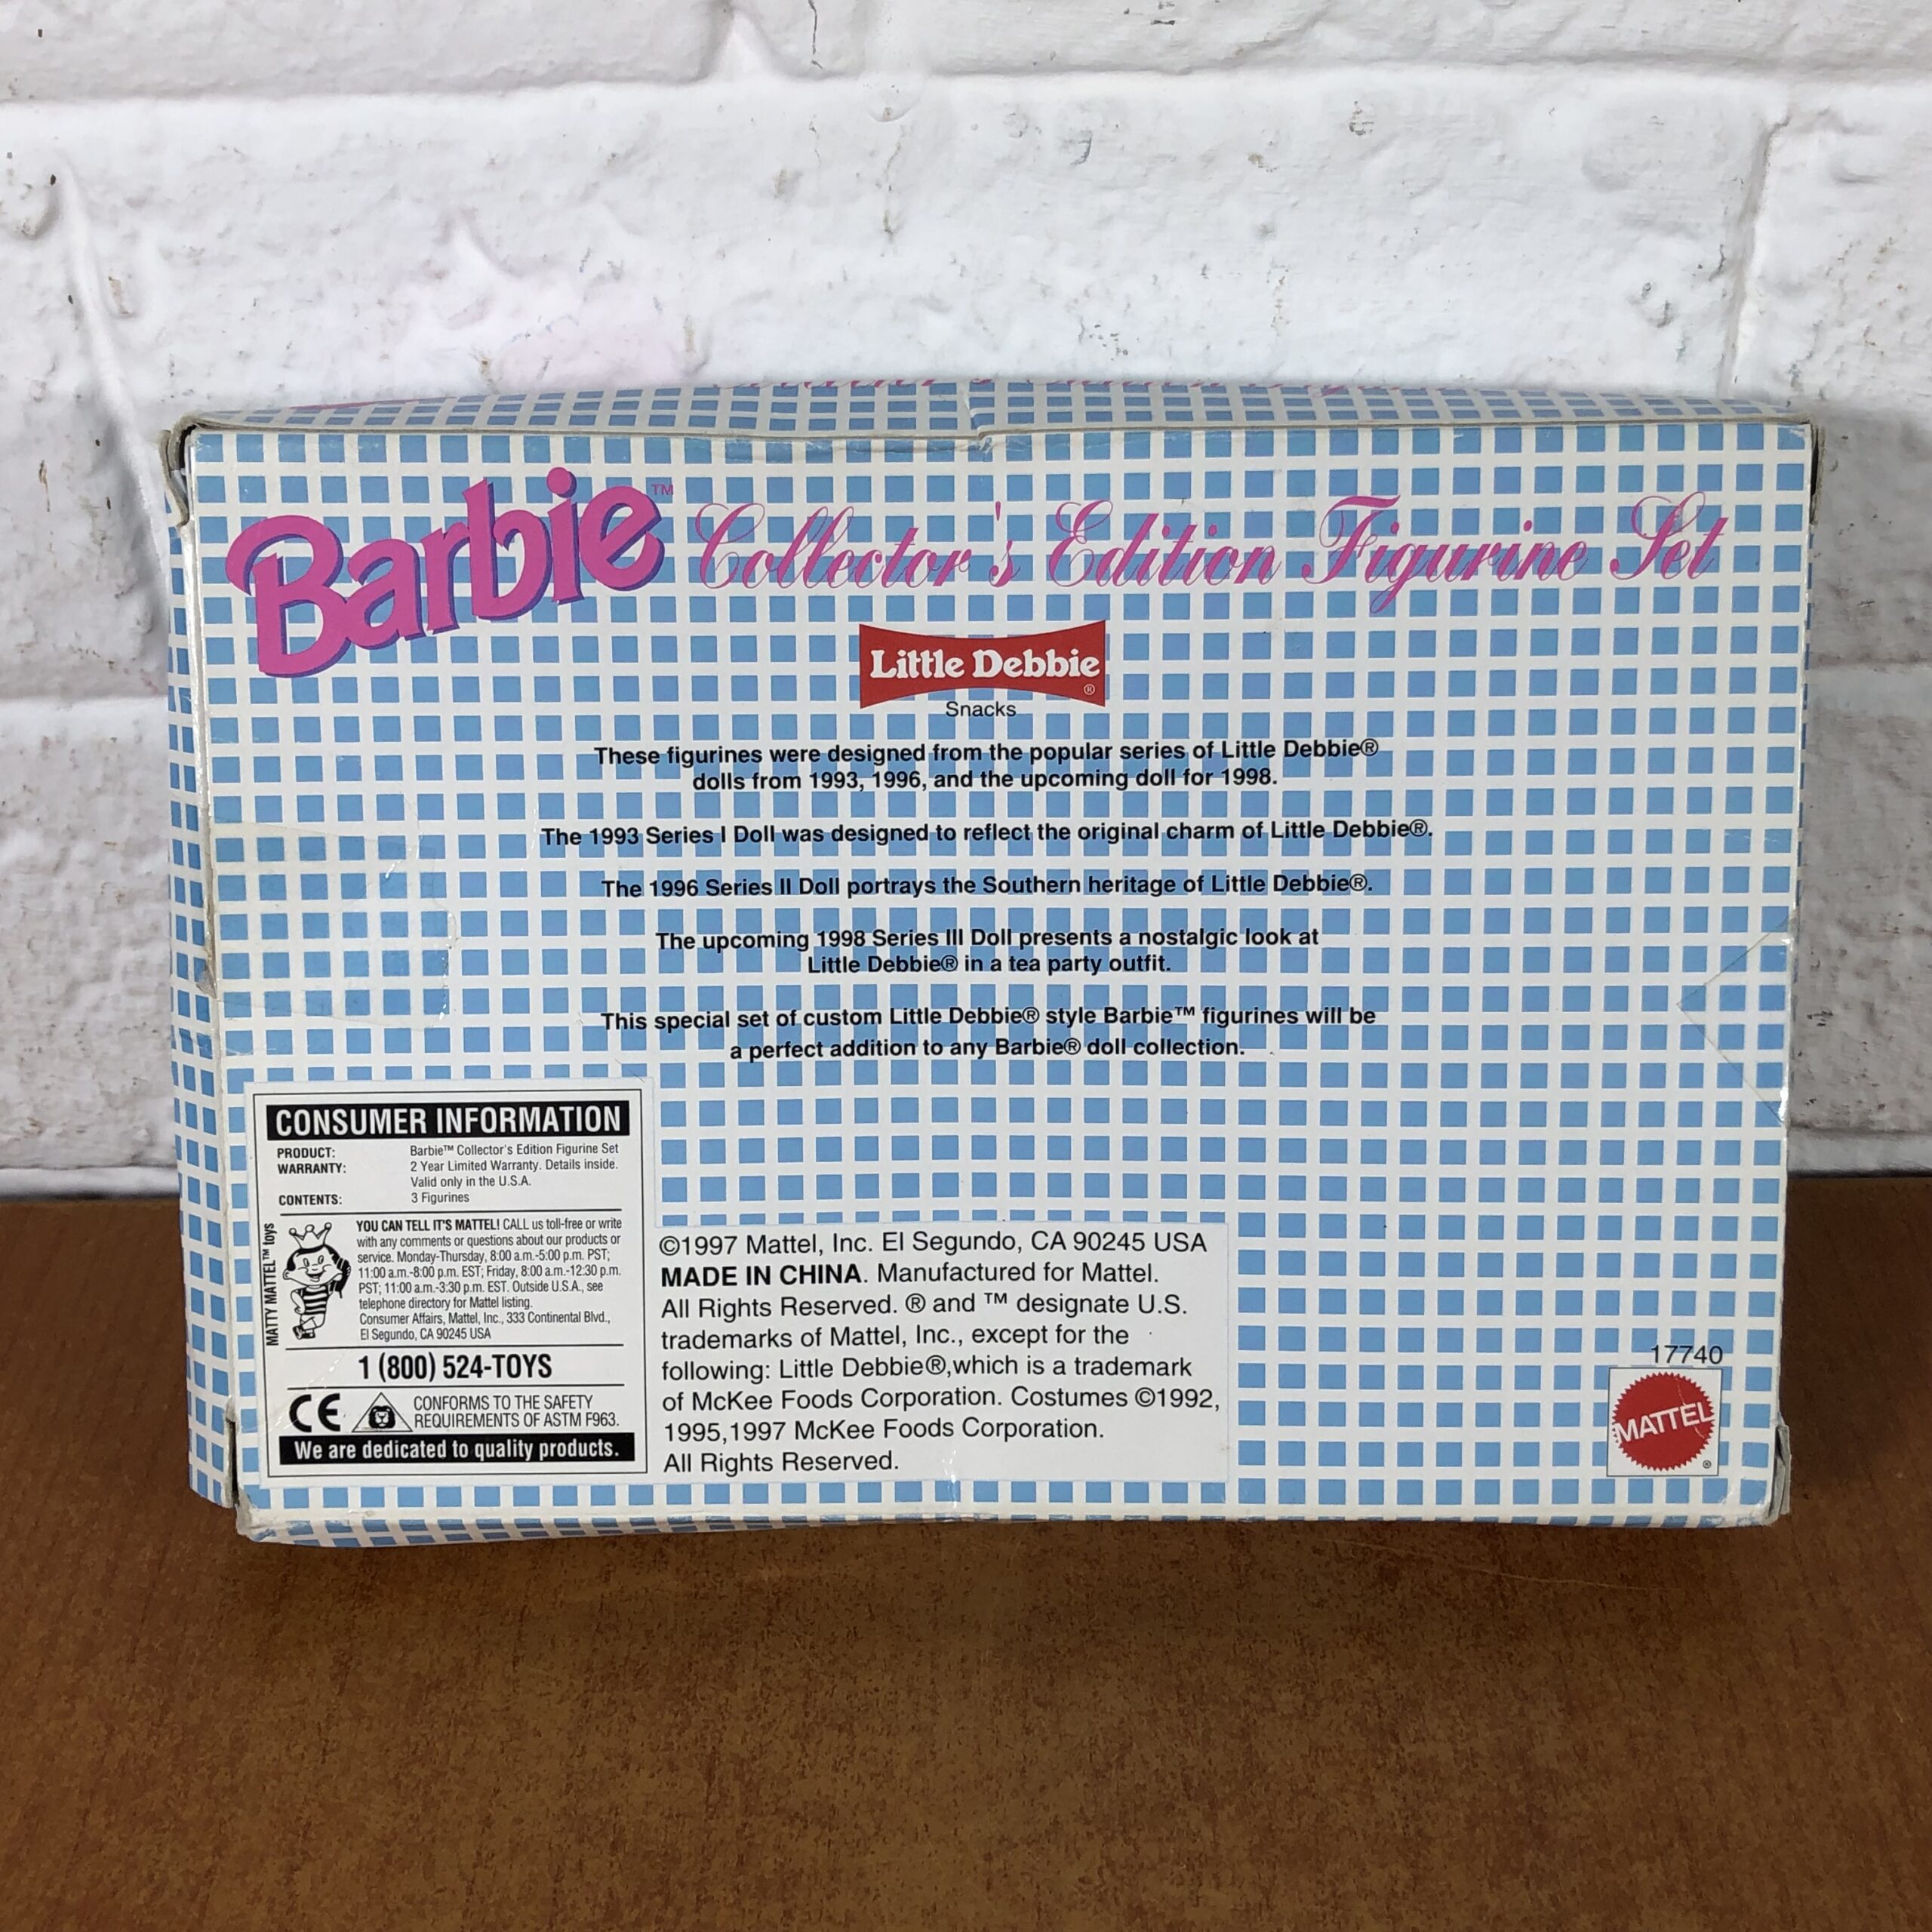 Barbie™ Collector's Edition Figurine Set
Little Debbie®
Snacks
These figurines were designed from the popular series of Little Debbie®
dolls from 1993, 1996, and the upcoming doll for 1998.
The 1993 Series I Doll was designed to reflect the original charm of Little Debbie®.
The 1996 Series II Doll portrays the Southern heritage of Little Debbie®.
The upcoming 1998 Series III Doll presents a nostalgic look at
Little Debbie® in a tea party outfit.
This special set of custom Little Debbie® style Barbie™ figurines will be
a perfect addition to any Barbie® doll collection.
CONSUMER INFORMATION
PRODUCT: Barbie™ Collector's Edition Figurine Set
WARRANTY: 2 Year Limited Warranty. Details inside.
Valid only in the U.S.A.
CONTENTS: 3 Figurines
MATTY MATTEL™ toys
YOU CAN TELL IT'S MATTEL! CALL us toll-free or write
with any comments or questions about our products or
service. Monday-Thursday, 8:00 a.m.-5:00 p.m. PST;
11:00 a.m.-8:00 p.m. EST; Friday, 8:00 a.m.-12:30 p.m.
PST; 11:00 a.m.-3:30 p.m. EST. Outside U.S.A., see
telephone directory for Mattel listing.
Consumer Affairs, Mattel, Inc., 333 Continental Blvd.,
El Segundo, CA 90245 USA
1 (800) 524-TOYS
CE CONFORMS TO THE SAFETY
REQUIREMENTS OF ASTM F963.
We are dedicated to quality products.
©1997 Mattel, Inc. El Segundo, CA 90245 USA
MADE IN CHINA. Manufactured for Mattel.
All Rights Reserved. ® and ™ designate U.S.
trademarks of Mattel, Inc., except for the
following: Little Debbie®,which is a trademark
of McKee Foods Corporation. Costumes ©1992,
1995,1997 McKee Foods Corporation.
All Rights Reserved.
17740
MATTEL®